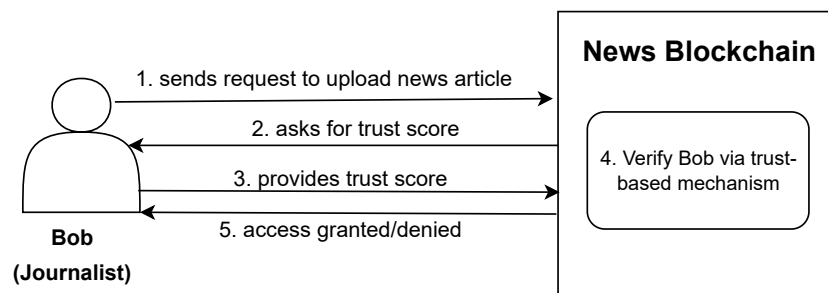 News Blockchain
1. sends request to upload news article
2. asks for trust score
3. provides trust score
4. Verify Bob via trust-
based mechanism
5. access granted/denied
Bob
(Journalist)